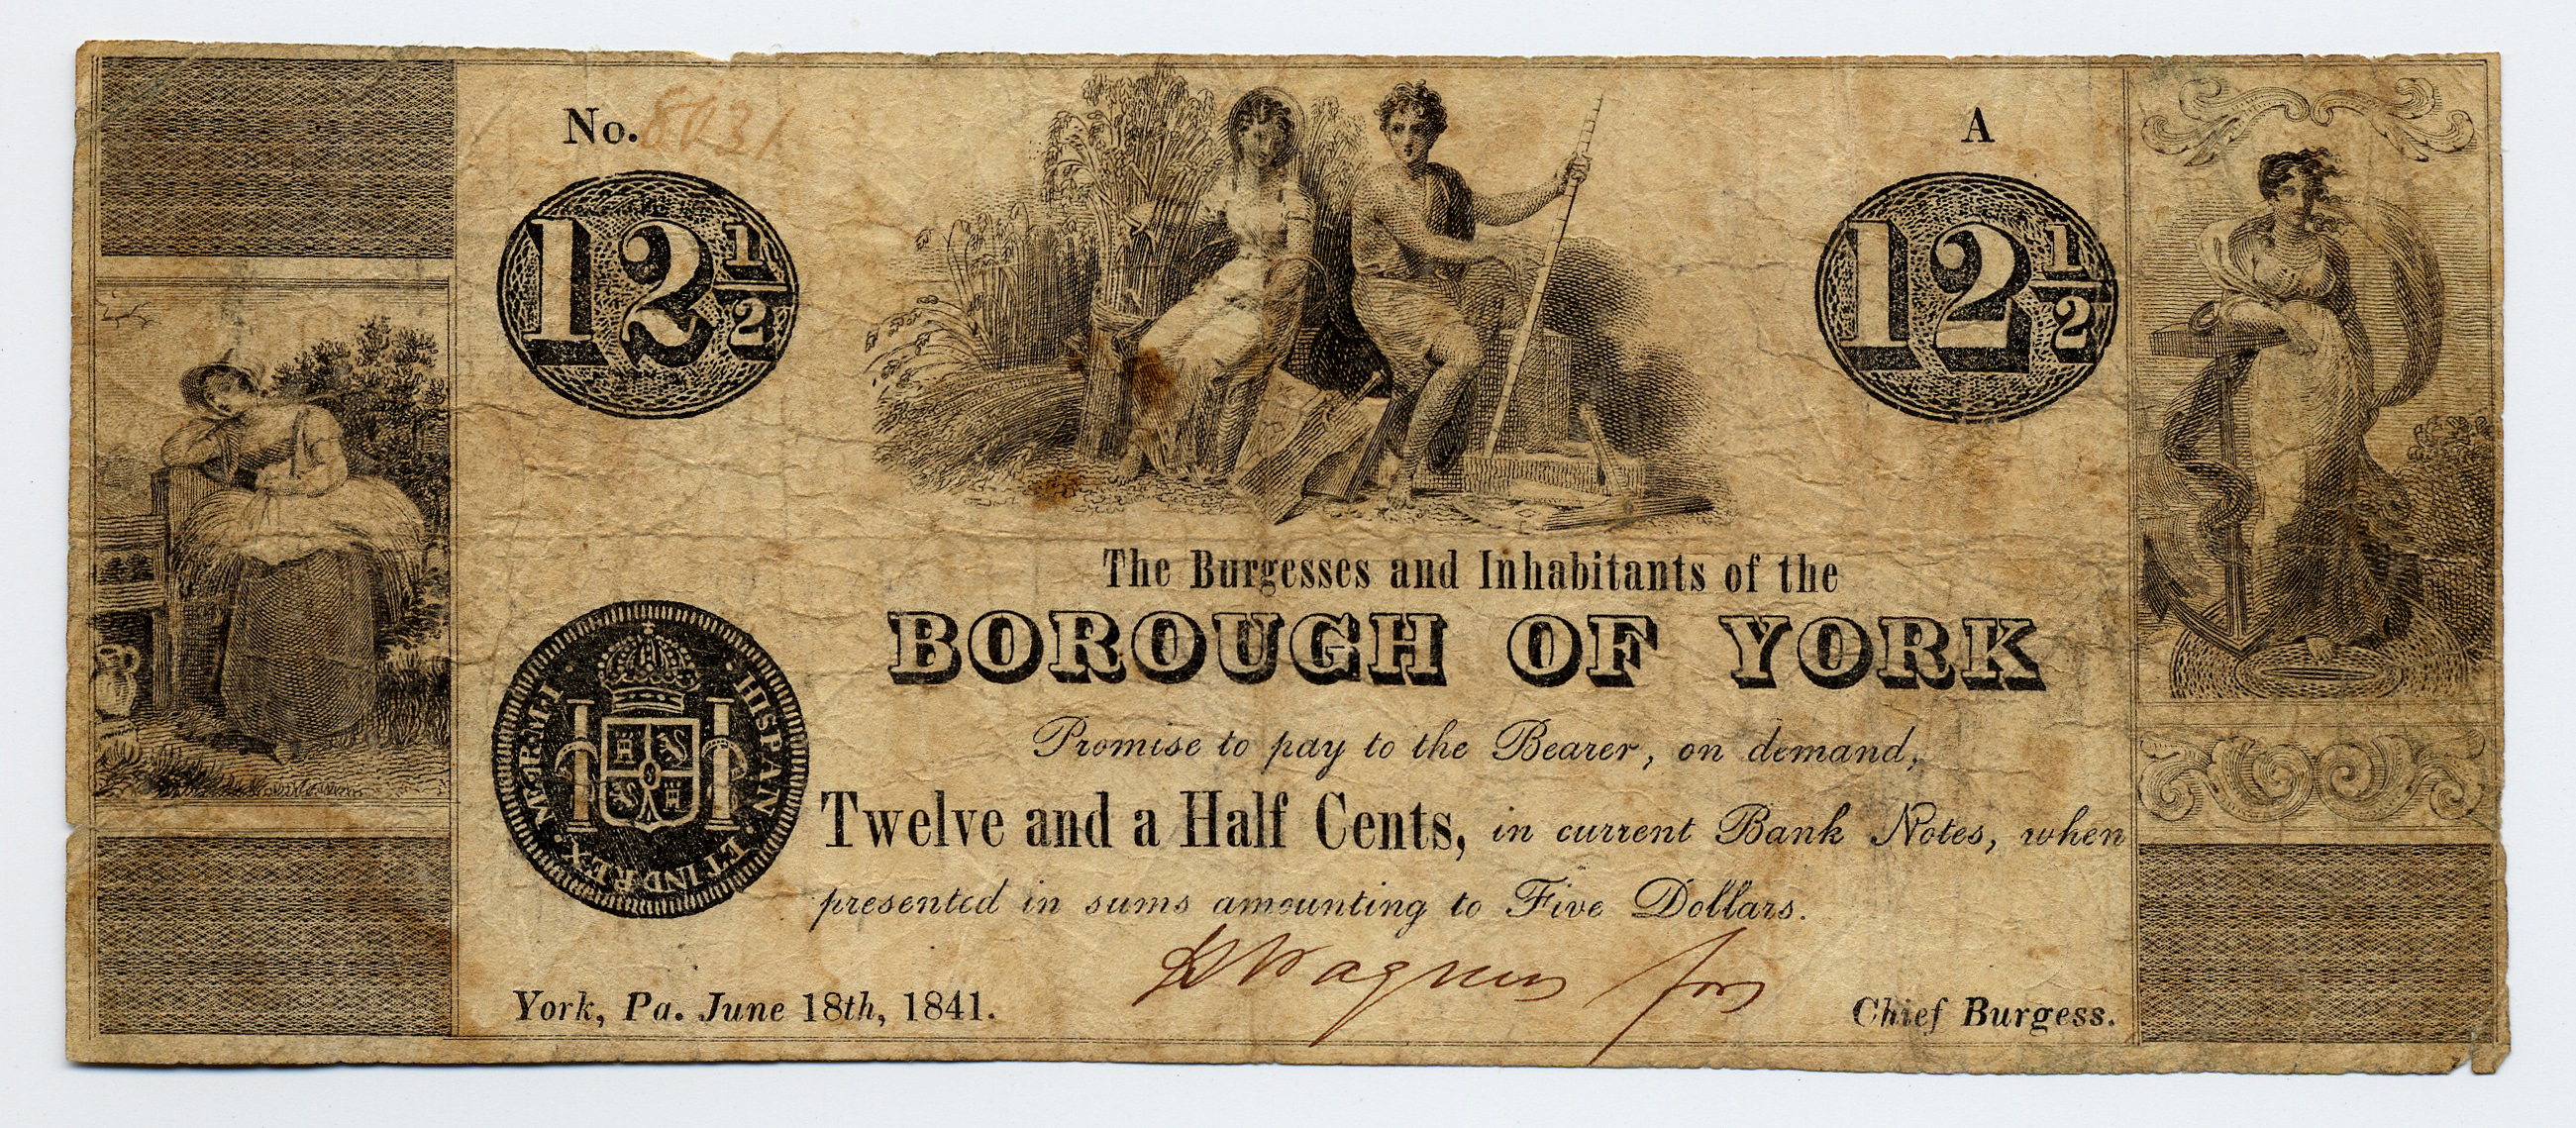 No. 8031
A
12 1/2
12 1/2
The Burgesses and Inhabitants of the
BOROUGH OF YORK
Promise to pay to the Bearer, on demand,
Twelve and a Half Cents, in current Bank Notes, when
presented in sums amounting to Five Dollars.
· HISPAN · ET IND · REX · M · R · M · I
D Wagner for
York, Pa. June 18th, 1841.
Chief Burgess.